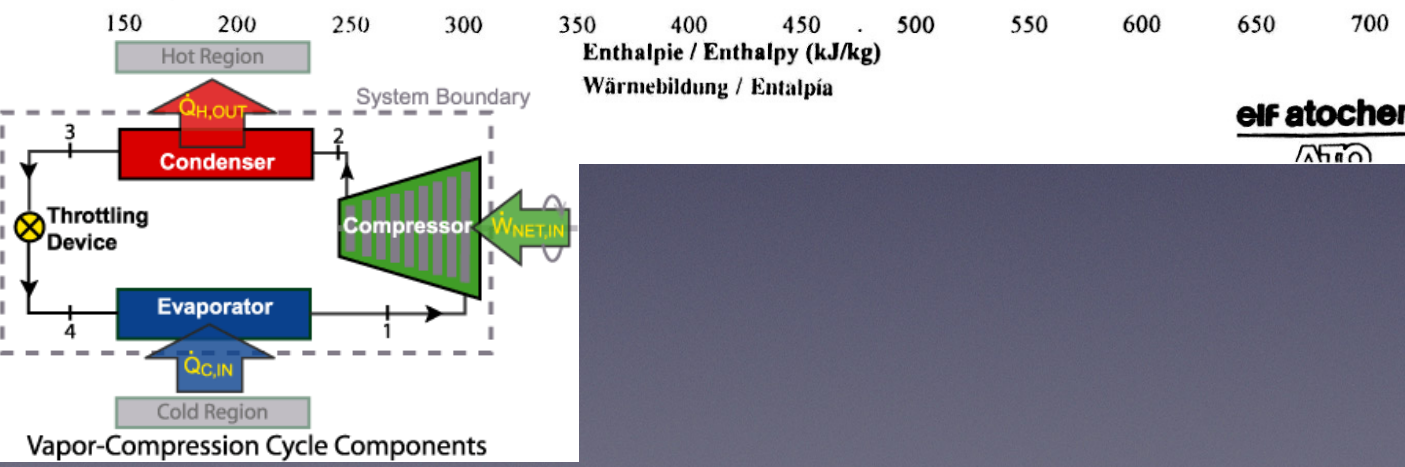 150 200 250 300 350 400 450 500 550 600 650 700
Enthalpie / Enthalpy (kJ/kg)
Wärmebildung / Entalpía
elf atochem
Hot Region
Q̇H,OUT
System Boundary
3
2
Condenser
Throttling
Device
Compressor
ẆNET,IN
Evaporator
4
1
Q̇C,IN
Cold Region
Vapor-Compression Cycle Components